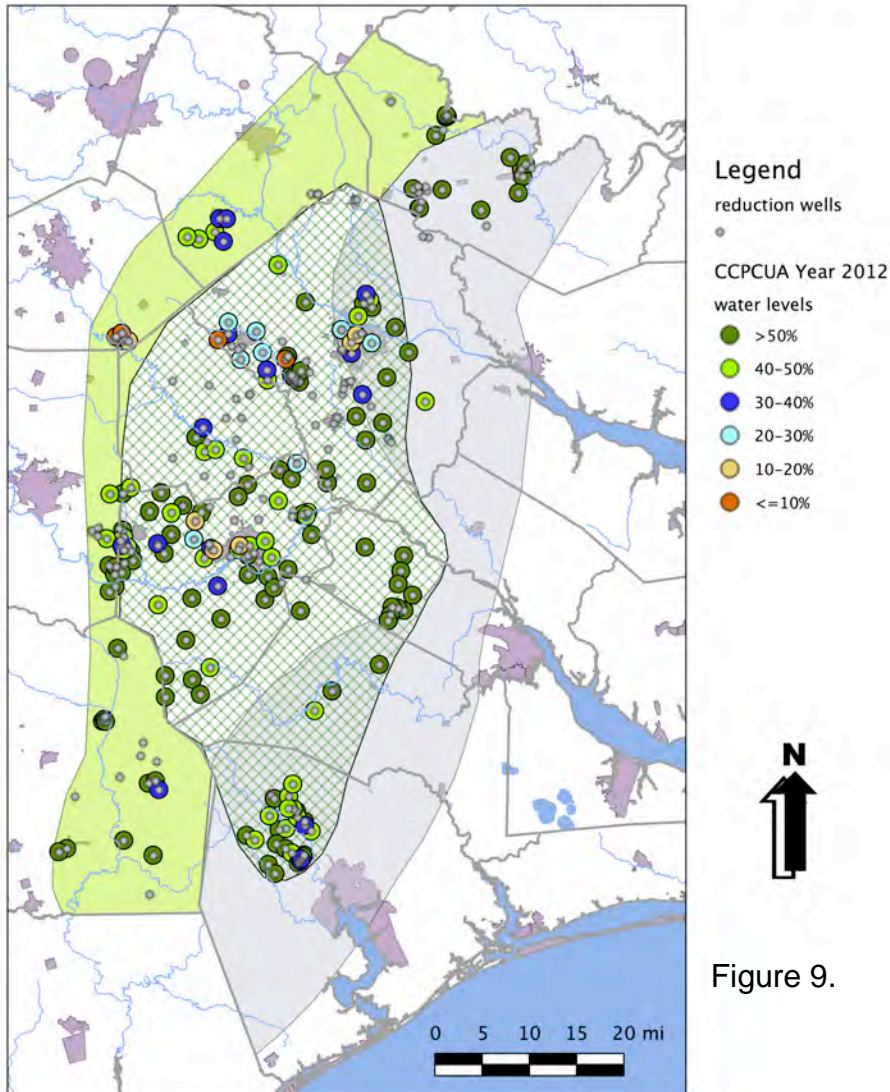 Legend
reduction wells
CCPCUA Year 2012
water levels
>50%
40-50%
30-40%
20-30%
10-20%
<=10%
N
Figure 9.
0 5 10 15 20 mi